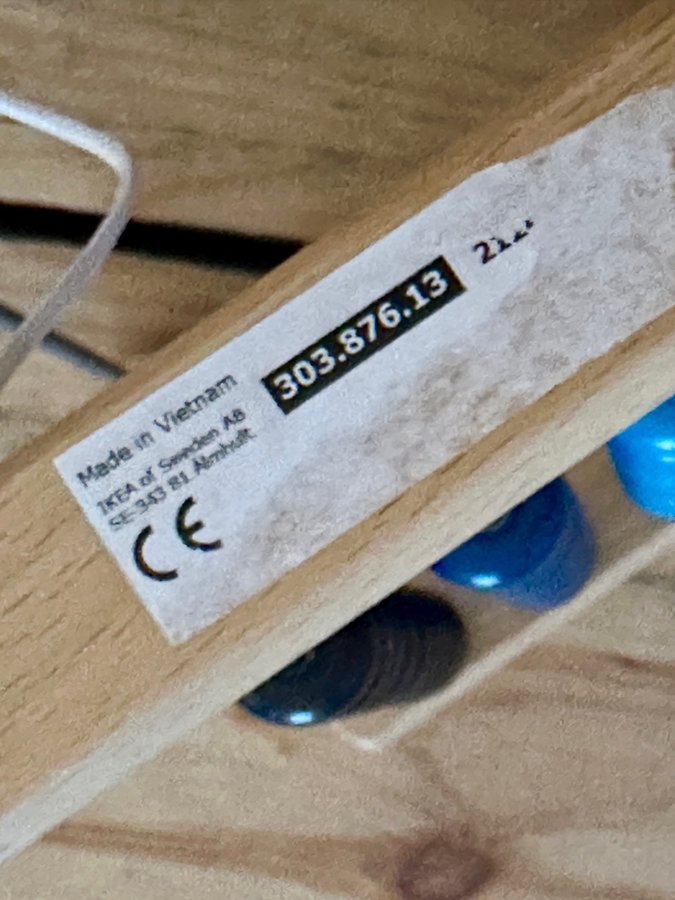 303.876.13
Made in Vietnam
IKEA of Sweden AB
SE-343 81 Älmhult
CE